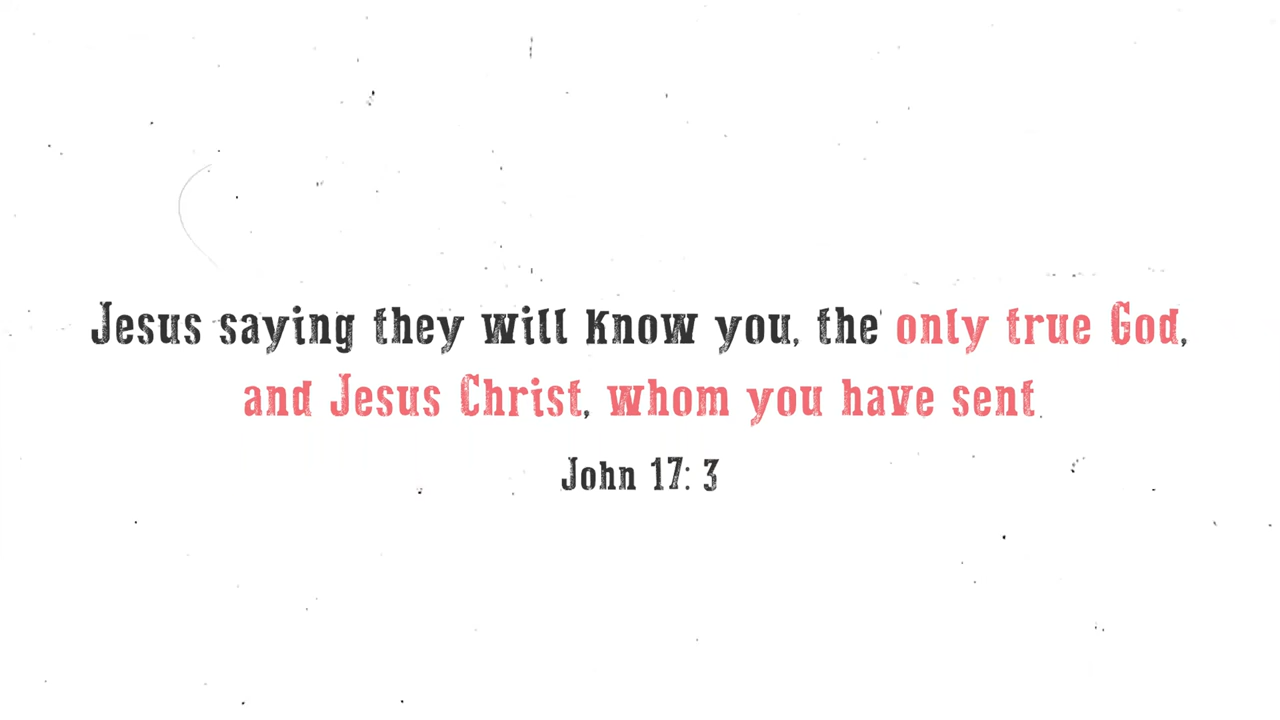 Jesus saying they will know you, the only true God,
and Jesus Christ, whom you have sent.
John 17: 3